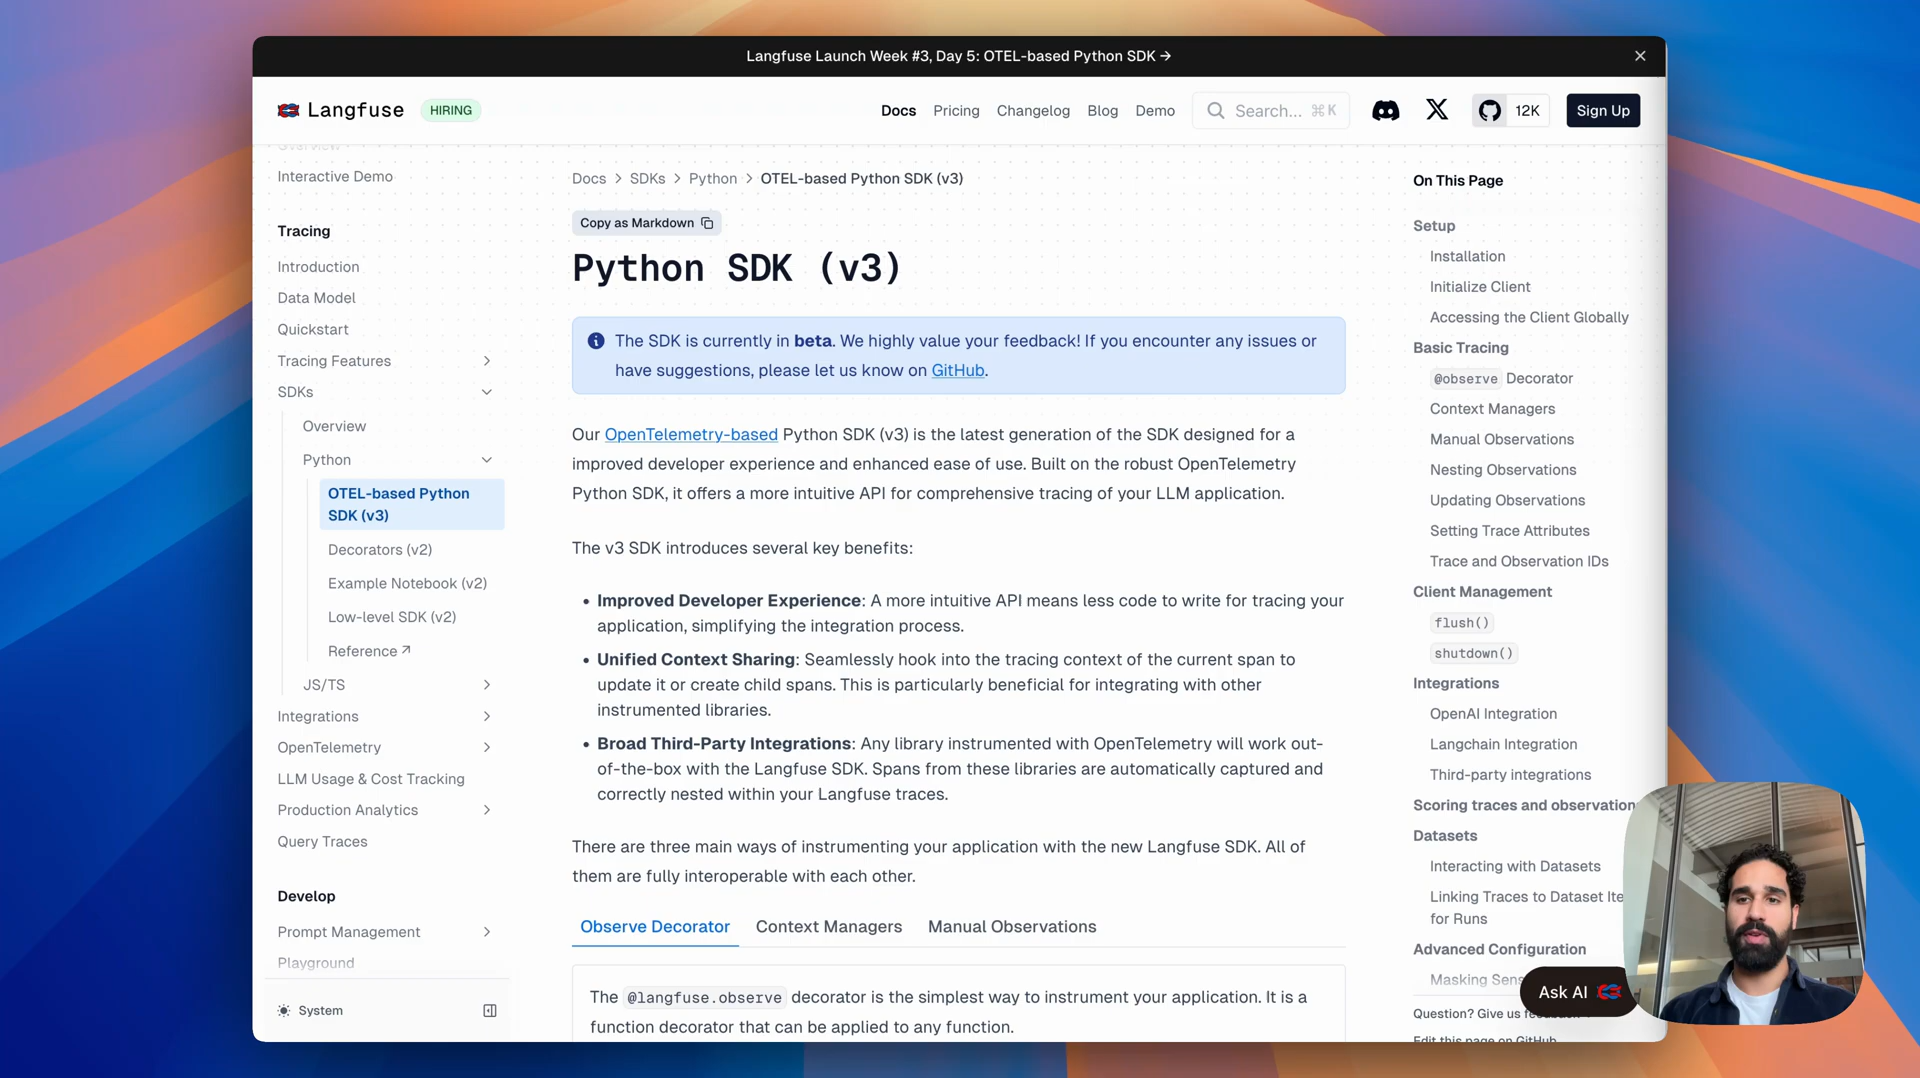 Langfuse Launch Week #3, Day 5: OTEL-based Python SDK →
Langfuse HIRING
Docs Pricing Changelog Blog Demo Search... ⌘K 12K Sign Up
Overview
Interactive Demo
Tracing
Introduction
Data Model
Quickstart
Tracing Features
SDKs
Overview
Python
OTEL-based Python
SDK (v3)
Decorators (v2)
Example Notebook (v2)
Low-level SDK (v2)
Reference ↗
JS/TS
Integrations
OpenTelemetry
LLM Usage & Cost Tracking
Production Analytics
Query Traces
Develop
Prompt Management
Playground
System
Docs > SDKs > Python > OTEL-based Python SDK (v3)
Copy as Markdown
Python SDK (v3)
The SDK is currently in beta. We highly value your feedback! If you encounter any issues or
have suggestions, please let us know on GitHub.
Our OpenTelemetry-based Python SDK (v3) is the latest generation of the SDK designed for a
improved developer experience and enhanced ease of use. Built on the robust OpenTelemetry
Python SDK, it offers a more intuitive API for comprehensive tracing of your LLM application.
The v3 SDK introduces several key benefits:
• Improved Developer Experience: A more intuitive API means less code to write for tracing your
application, simplifying the integration process.
• Unified Context Sharing: Seamlessly hook into the tracing context of the current span to
update it or create child spans. This is particularly beneficial for integrating with other
instrumented libraries.
• Broad Third-Party Integrations: Any library instrumented with OpenTelemetry will work out-
of-the-box with the Langfuse SDK. Spans from these libraries are automatically captured and
correctly nested within your Langfuse traces.
There are three main ways of instrumenting your application with the new Langfuse SDK. All of
them are fully interoperable with each other.
Observe Decorator Context Managers Manual Observations
The @langfuse.observe decorator is the simplest way to instrument your application. It is a
function decorator that can be applied to any function.
On This Page
Setup
Installation
Initialize Client
Accessing the Client Globally
Basic Tracing
@observe Decorator
Context Managers
Manual Observations
Nesting Observations
Updating Observations
Setting Trace Attributes
Trace and Observation IDs
Client Management
flush()
shutdown()
Integrations
OpenAI Integration
Langchain Integration
Third-party integrations
Scoring traces and observation
Datasets
Interacting with Datasets
Linking Traces to Dataset Ite
for Runs
Advanced Configuration
Masking Sens
Ask AI
Question? Give us feedback
Edit this page on GitHub